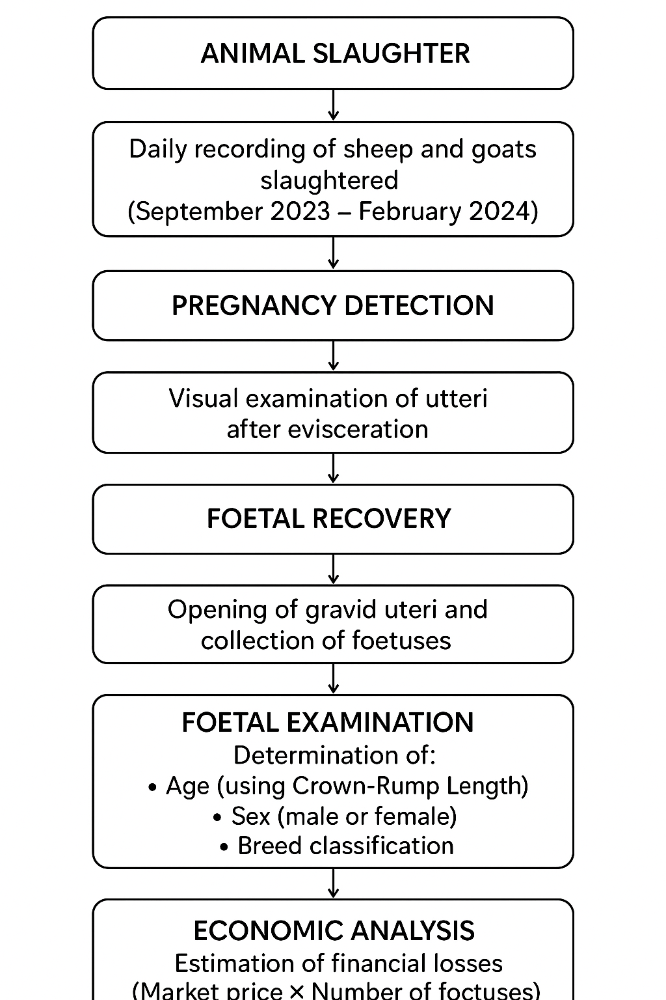 ANIMAL SLAUGHTER
Daily recording of sheep and goats
slaughtered
(September 2023 – February 2024)
PREGNANCY DETECTION
Visual examination of utteri
after evisceration
FOETAL RECOVERY
Opening of gravid uteri and
collection of foetuses
FOETAL EXAMINATION
Determination of:
• Age (using Crown-Rump Length)
• Sex (male or female)
• Breed classification
ECONOMIC ANALYSIS
Estimation of financial losses
(Market price × Number of foctuses)